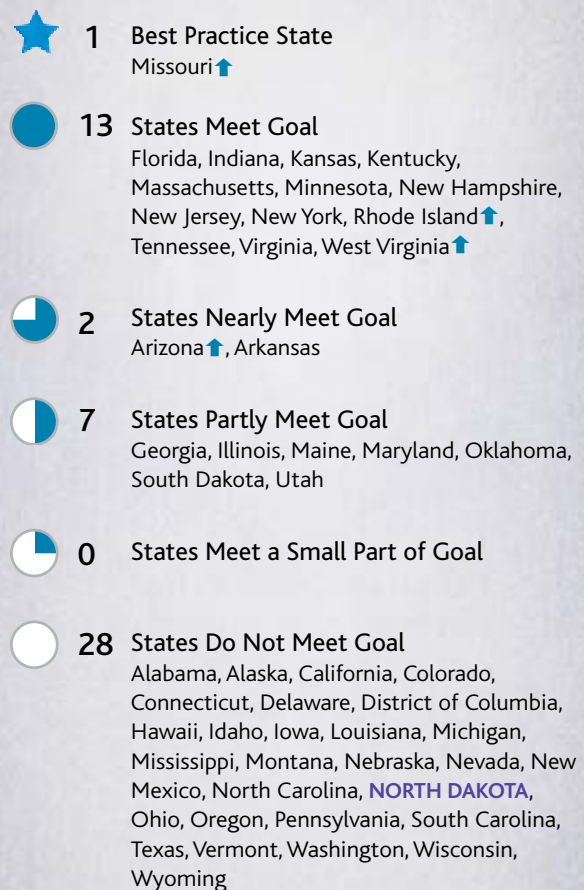 1 Best Practice State
Missouri⬆
13 States Meet Goal
Florida, Indiana, Kansas, Kentucky,
Massachusetts, Minnesota, New Hampshire,
New Jersey, New York, Rhode Island⬆,
Tennessee, Virginia, West Virginia⬆
2 States Nearly Meet Goal
Arizona⬆, Arkansas
7 States Partly Meet Goal
Georgia, Illinois, Maine, Maryland, Oklahoma,
South Dakota, Utah
0 States Meet a Small Part of Goal
28 States Do Not Meet Goal
Alabama, Alaska, California, Colorado,
Connecticut, Delaware, District of Columbia,
Hawaii, Idaho, Iowa, Louisiana, Michigan,
Mississippi, Montana, Nebraska, Nevada, New
Mexico, North Carolina, NORTH DAKOTA,
Ohio, Oregon, Pennsylvania, South Carolina,
Texas, Vermont, Washington, Wisconsin,
Wyoming